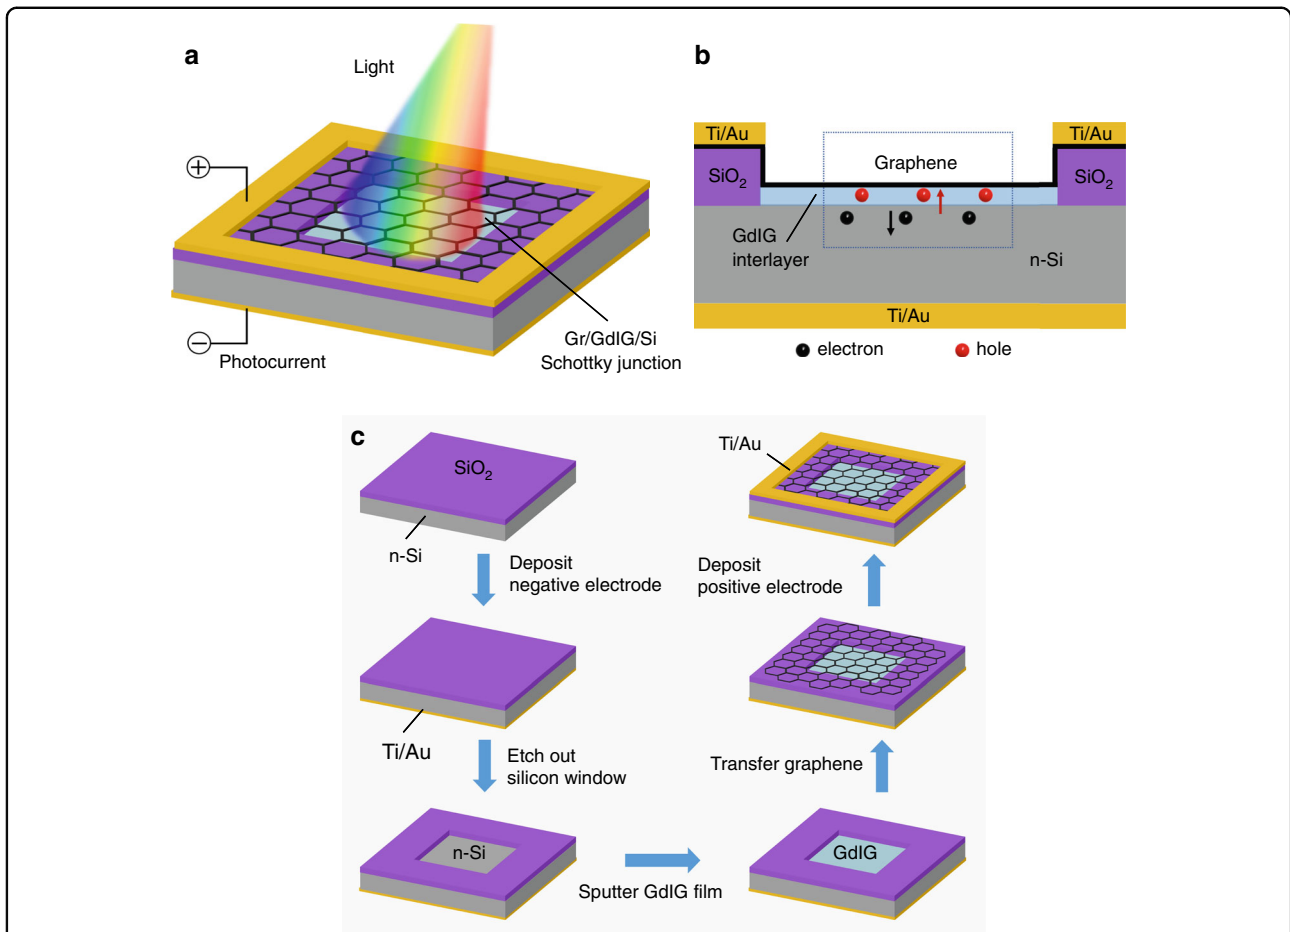 a
Light
+
−
Photocurrent
Gr/GdIG/Si
Schottky junction
b
Ti/Au
Ti/Au
Graphene
SiO2
SiO2
GdIG
interlayer
n-Si
Ti/Au
electron
hole
c
SiO2
n-Si
Deposit
negative electrode
Ti/Au
Etch out
silicon window
n-Si
Sputter GdIG film
GdIG
Transfer graphene
Deposit
positive electrode
Ti/Au